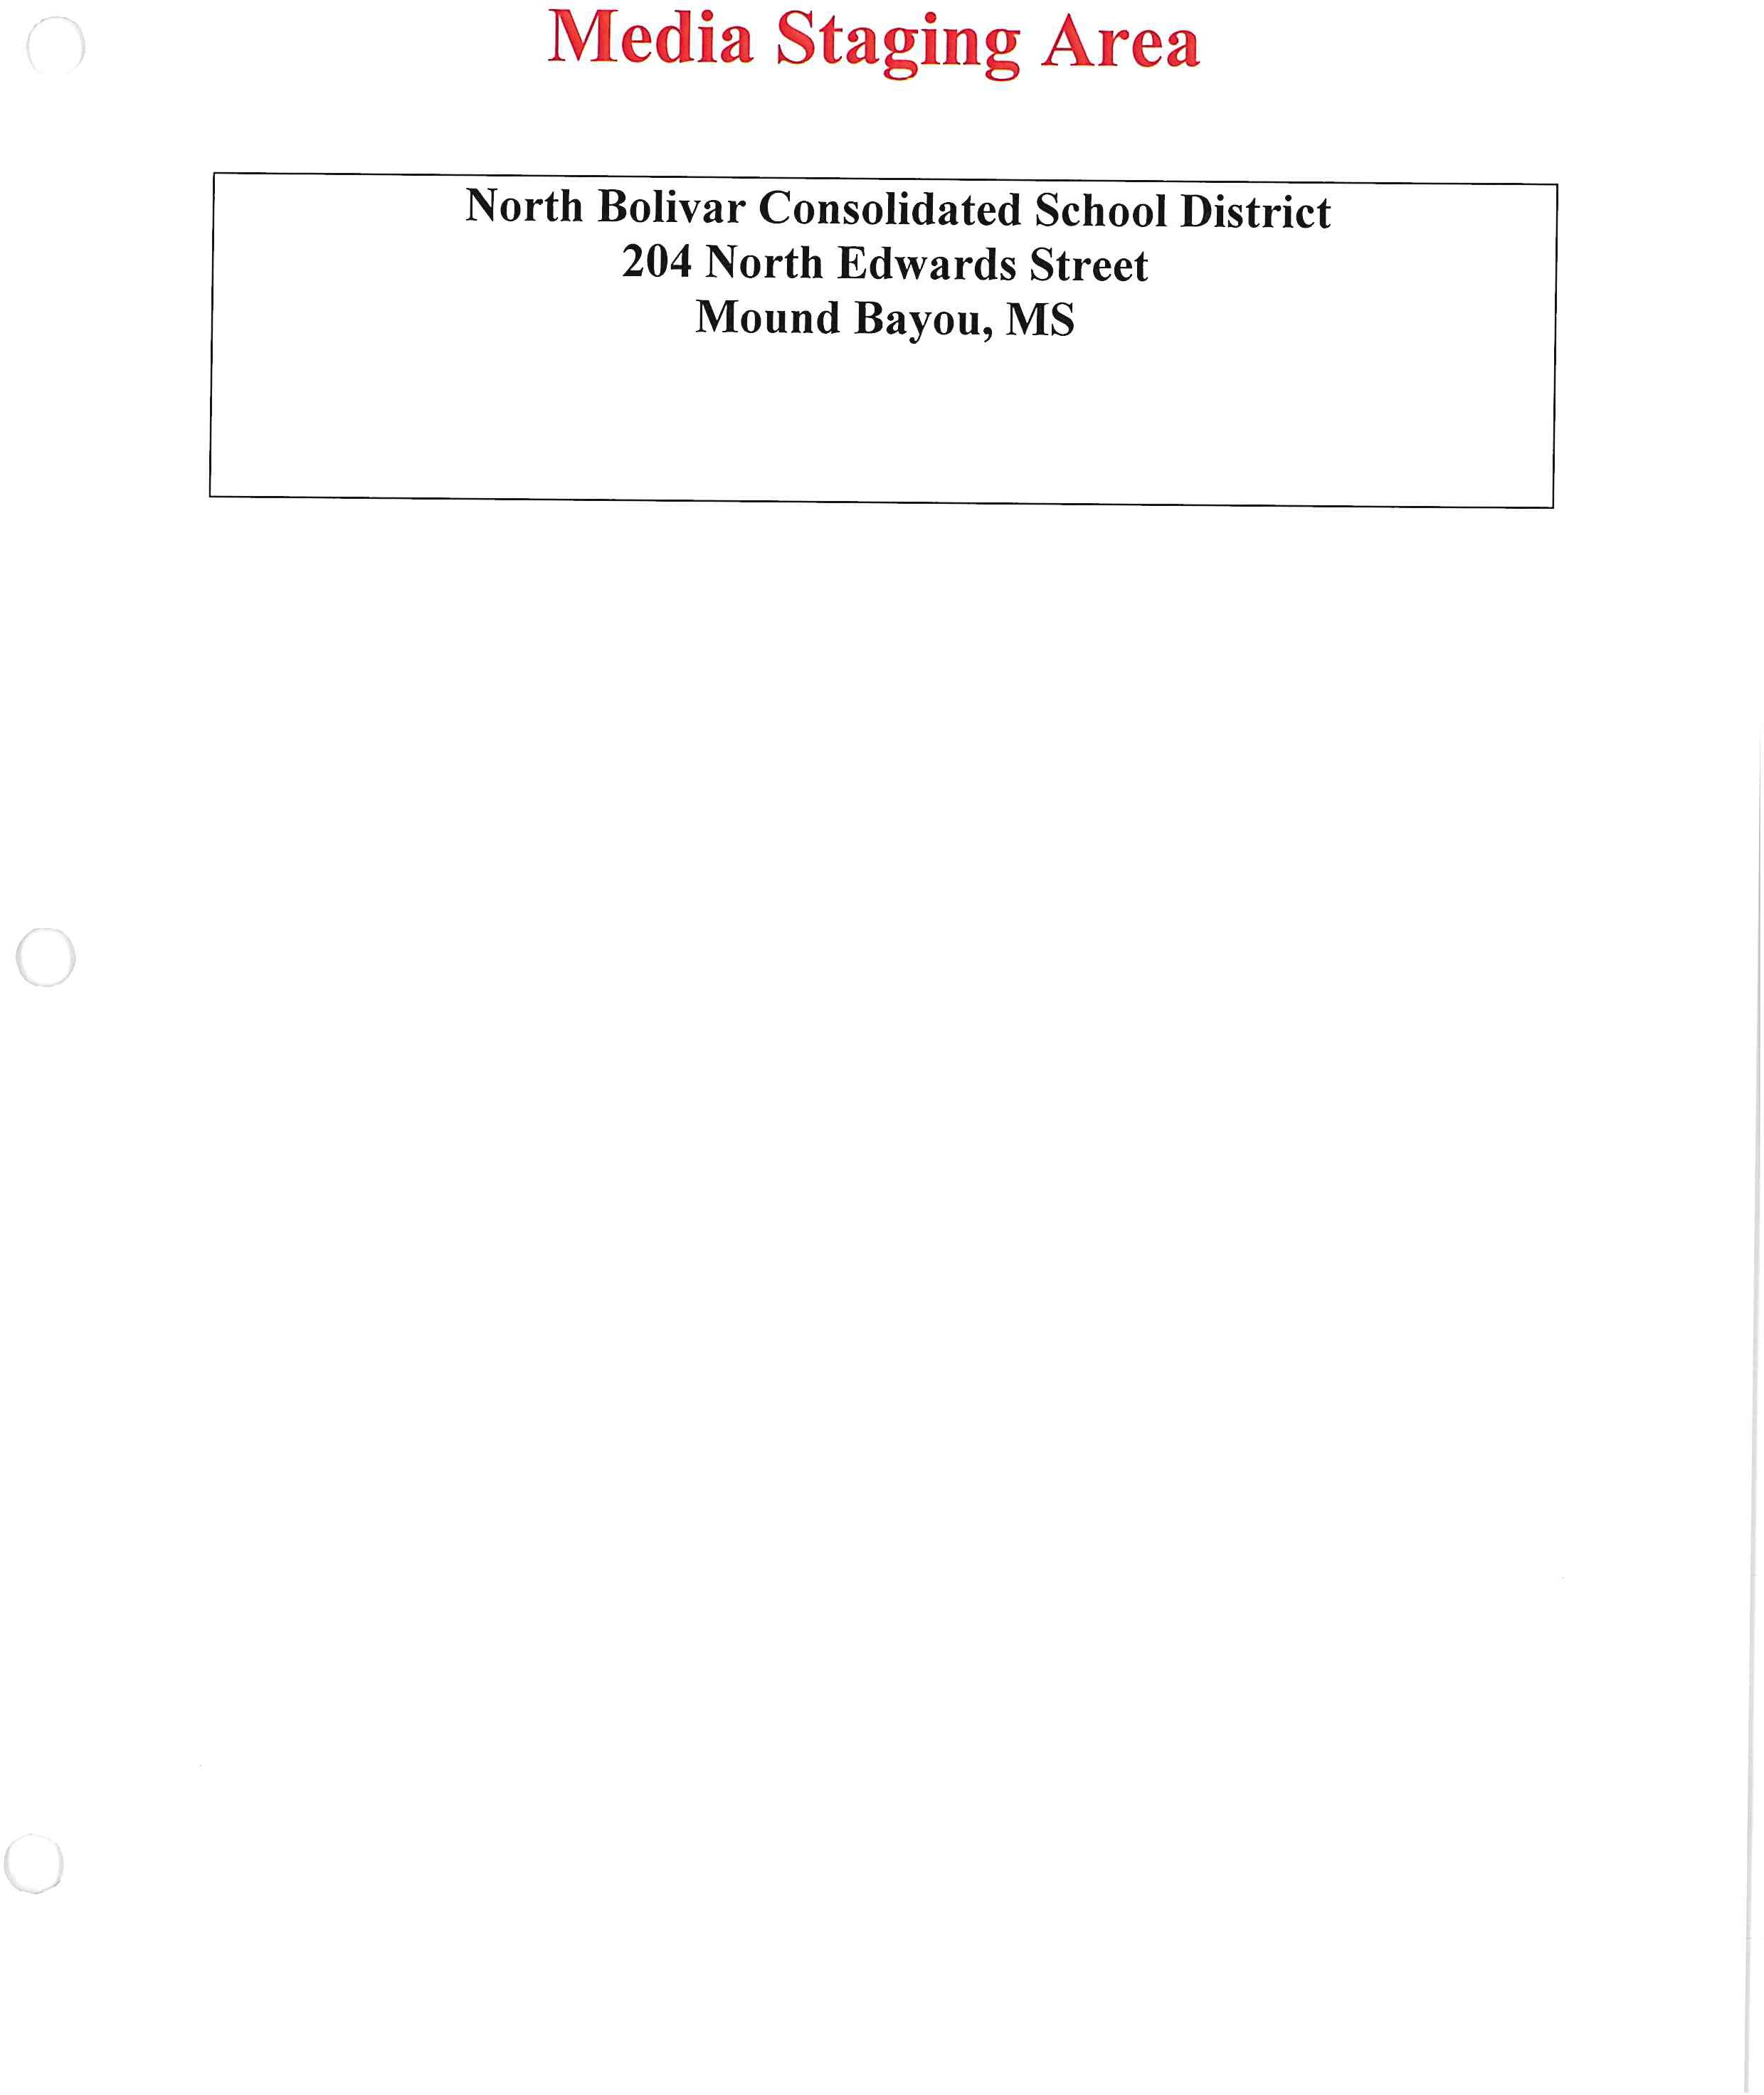 Media Staging Area
North Bolivar Consolidated School District
204 North Edwards Street
Mound Bayou, MS